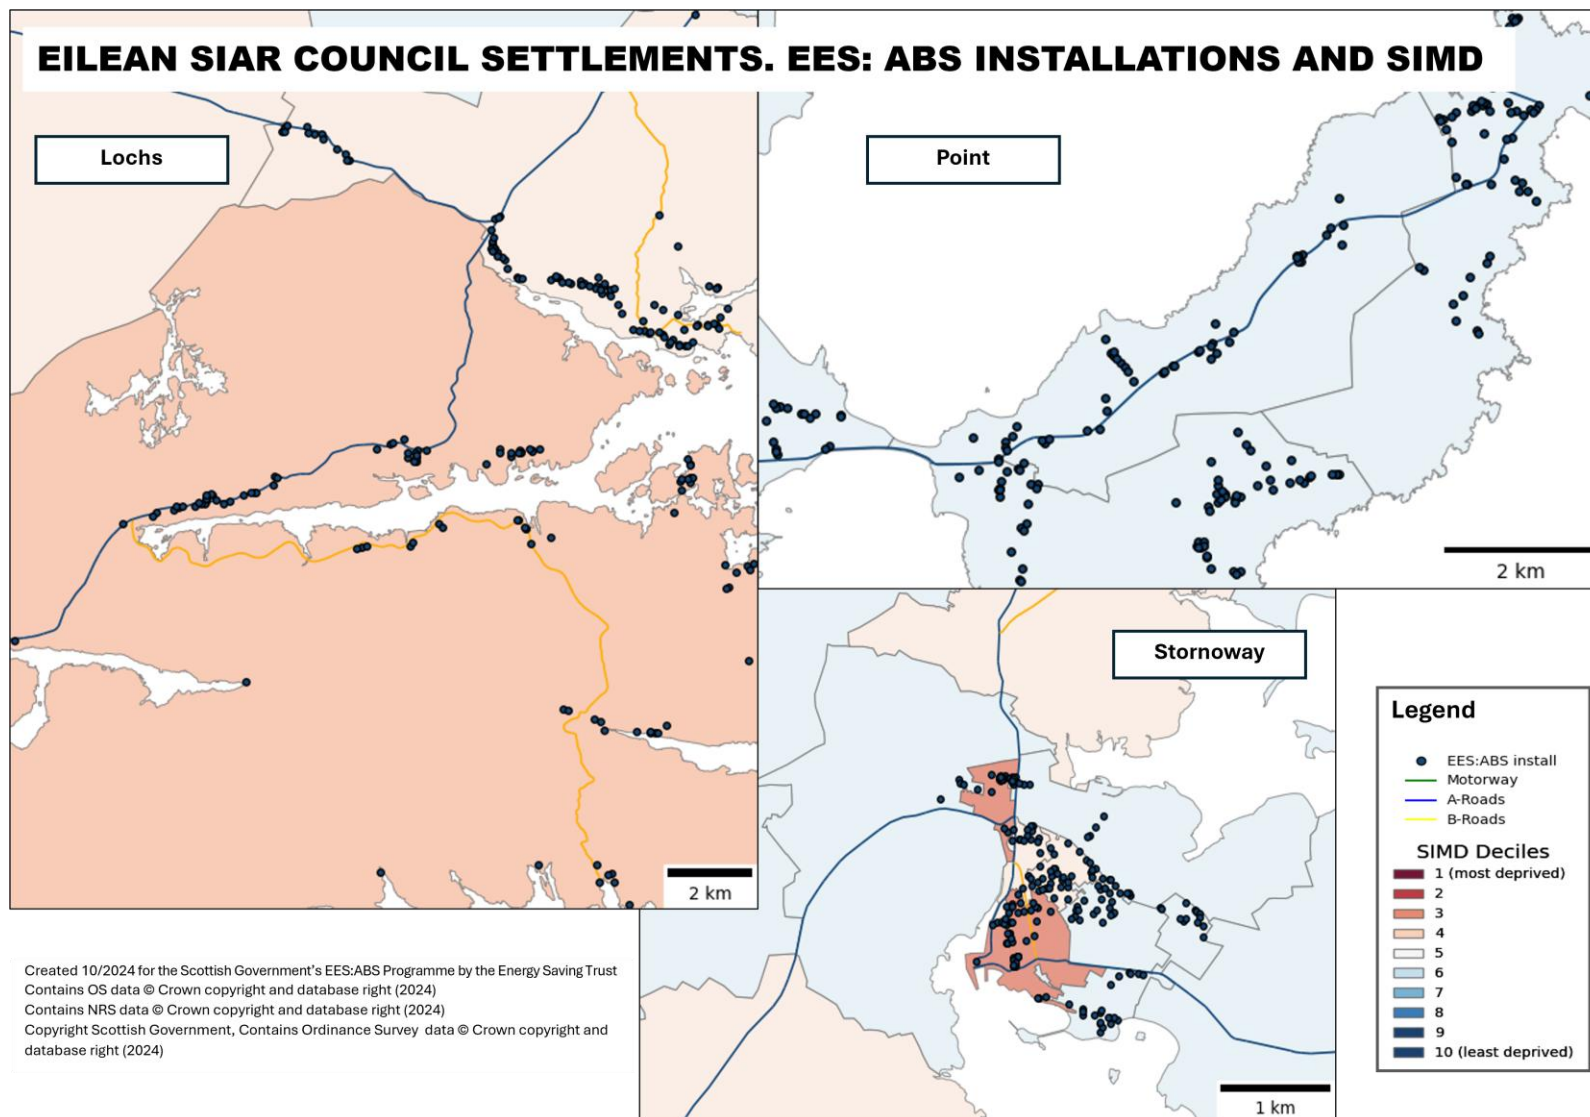 EILEAN SIAR COUNCIL SETTLEMENTS. EES: ABS INSTALLATIONS AND SIMD
Lochs
Point
2 km
Stornoway
2 km
Legend
EES:ABS install
Motorway
A-Roads
B-Roads
SIMD Deciles
1 (most deprived)
2
3
4
5
6
7
8
9
10 (least deprived)
1 km
Created 10/2024 for the Scottish Government's EES:ABS Programme by the Energy Saving Trust
Contains OS data © Crown copyright and database right (2024)
Contains NRS data © Crown copyright and database right (2024)
Copyright Scottish Government, Contains Ordinance Survey data © Crown copyright and
database right (2024)